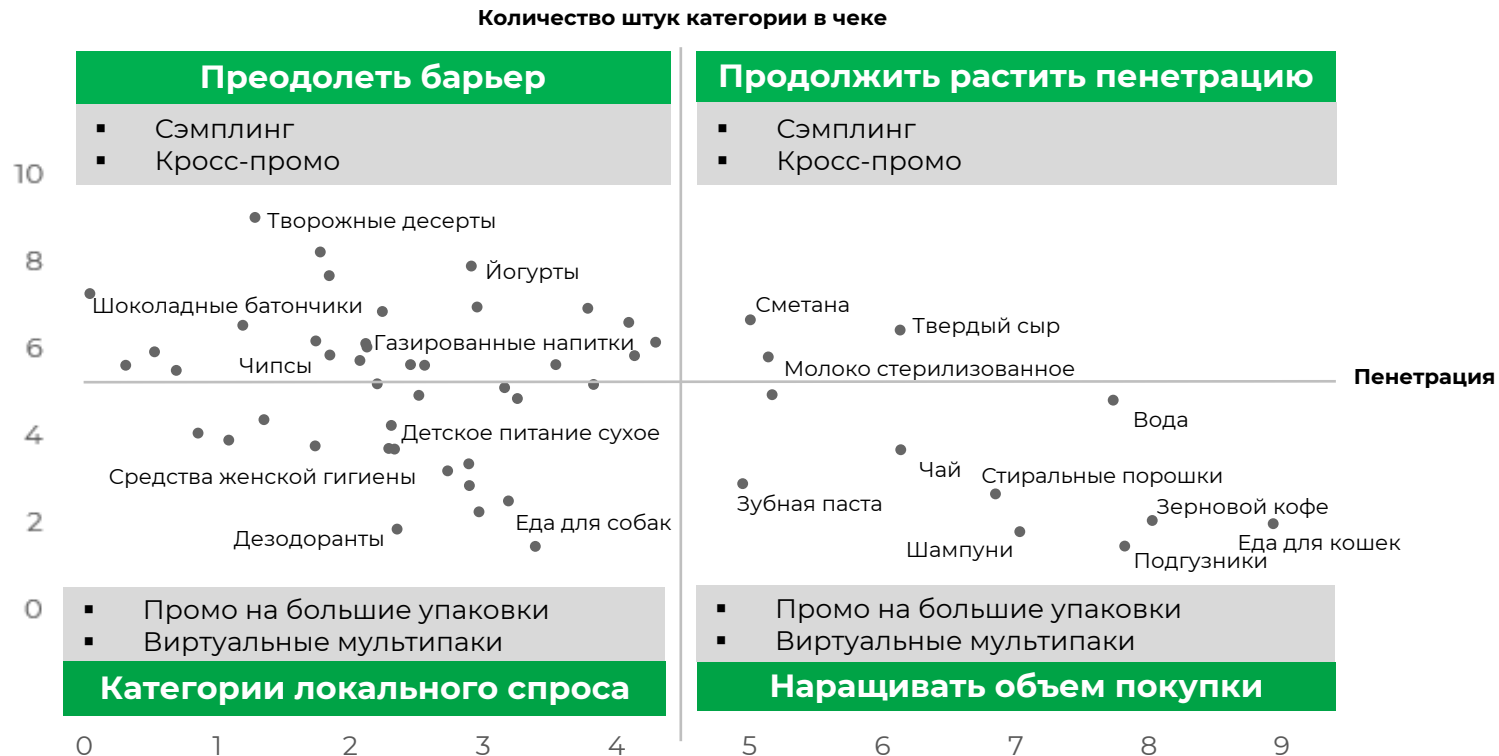 Количество штук категории в чеке
Преодолеть барьер
Продолжить растить пенетрацию
▪ Сэмплинг
▪ Кросс-промо
▪ Сэмплинг
▪ Кросс-промо
10
8
6
4
2
0
Творожные десерты
Йогурты
Шоколадные батончики
Газированные напитки
Чипсы
Сметана
Твердый сыр
Молоко стерилизованное
Пенетрация
Детское питание сухое
Средства женской гигиены
Еда для собак
Дезодоранты
Вода
Чай
Стиральные порошки
Зубная паста
Зерновой кофе
Шампуни
Еда для кошек
Подгузники
▪ Промо на большие упаковки
▪ Виртуальные мультипаки
▪ Промо на большие упаковки
▪ Виртуальные мультипаки
Категории локального спроса
Наращивать объем покупки
0 1 2 3 4 5 6 7 8 9